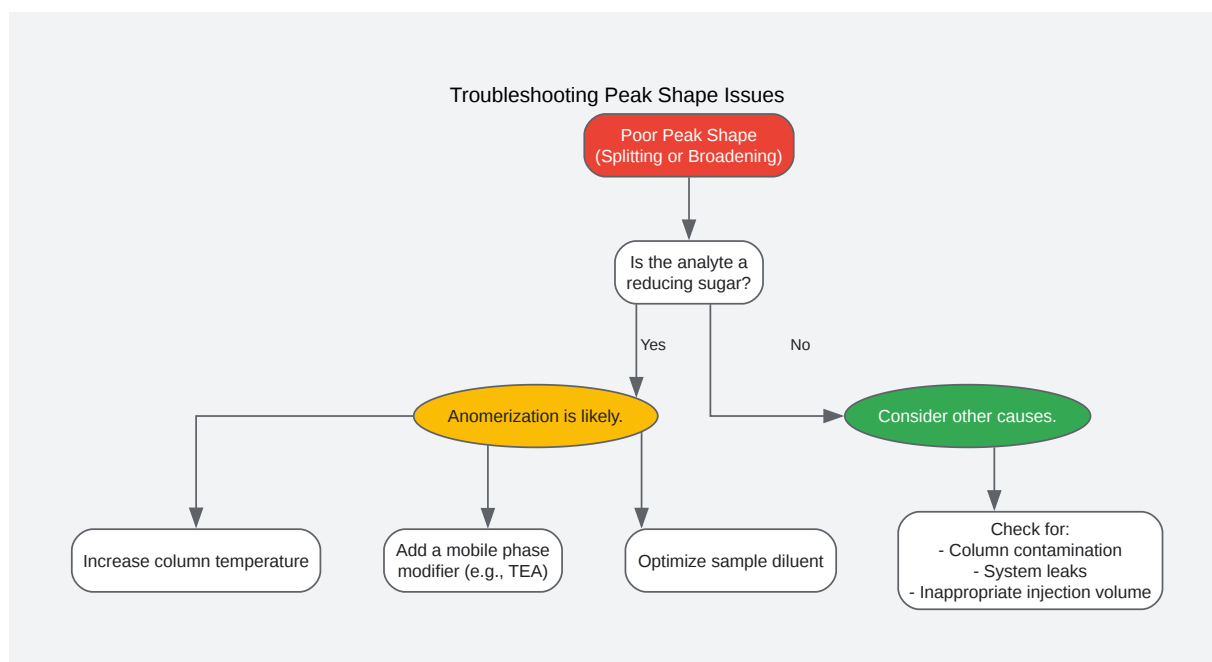 Troubleshooting Peak Shape Issues
Poor Peak Shape
(Splitting or Broadening)
Is the analyte a
reducing sugar?
Yes
No
Anomerization is likely.
Consider other causes.
Increase column temperature
Add a mobile phase
modifier (e.g., TEA)
Optimize sample diluent
Check for:
- Column contamination
- System leaks
- Inappropriate injection volume